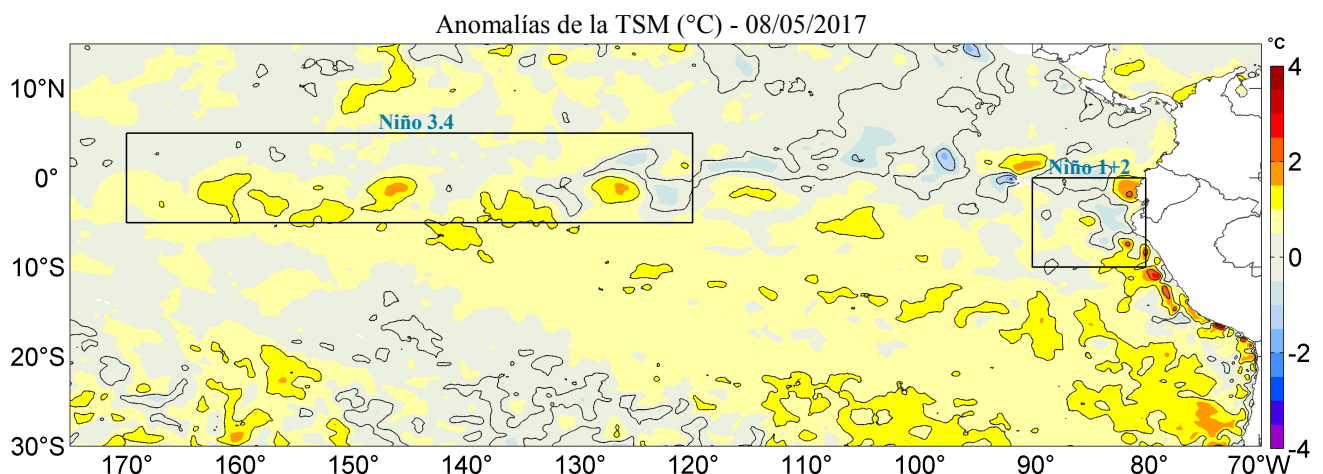 Anomalías de la TSM (°C) - 08/05/2017
°C
4
10°N
Niño 3.4
2
0°
Niño 1+2
0
10°S
-2
20°S
-4
30°S
170 160 150 140 130 120 110 100 90 80 70W